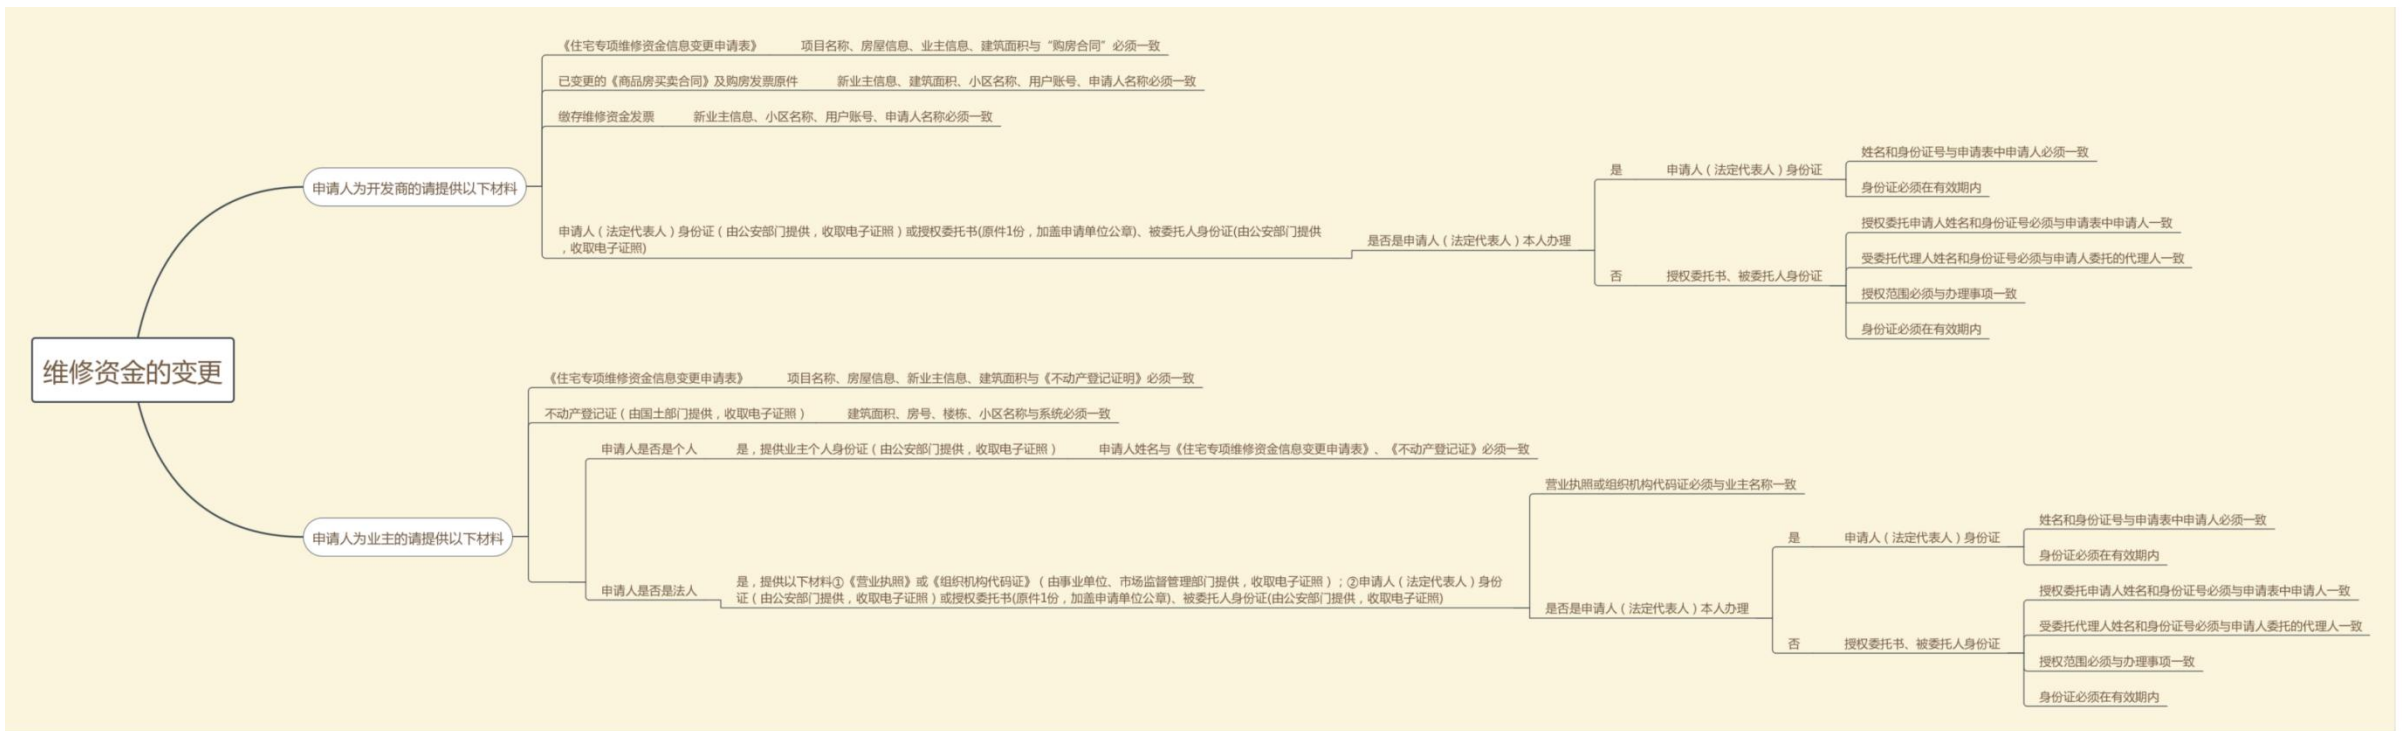 维修资金的变更
申请人为开发商的请提供以下材料
《住宅专项维修资金信息变更申请表》
项目名称、房屋信息、业主信息、建筑面积与“购房合同”必须一致
已变更的《商品房买卖合同》及购房发票原件
新业主信息、建筑面积、小区名称、用户账号、申请人名称必须一致
缴存维修资金发票
新业主信息、小区名称、用户账号、申请人名称必须一致
申请人（法定代表人）身份证（由公安部门提供，收取电子证照）或授权委托书(原件1份，加盖申请单位公章)、被委托人身份证(由公安部门提供
，收取电子证照)
是否是申请人（法定代表人）本人办理
是
申请人（法定代表人）身份证
姓名和身份证号与申请表中申请人必须一致
身份证必须在有效期内
否
授权委托书、被委托人身份证
授权委托申请人姓名和身份证号必须与申请表中申请人一致
受委托代理人姓名和身份证号必须与申请人委托的代理人一致
授权范围必须与办理事项一致
身份证必须在有效期内
申请人为业主的请提供以下材料
《住宅专项维修资金信息变更申请表》
项目名称、房屋信息、新业主信息、建筑面积与《不动产登记证明》必须一致
不动产登记证（由国土部门提供，收取电子证照）
建筑面积、房号、楼栋、小区名称与系统必须一致
申请人是否是个人
是，提供业主个人身份证（由公安部门提供，收取电子证照）
申请人姓名与《住宅专项维修资金信息变更申请表》、《不动产登记证》必须一致
申请人是否是法人
是，提供以下材料①《营业执照》或《组织机构代码证》（由事业单位、市场监督管理部门提供，收取电子证照）；②申请人（法定代表人）身份
证（由公安部门提供，收取电子证照）或授权委托书(原件1份，加盖申请单位公章)、被委托人身份证(由公安部门提供，收取电子证照)
营业执照或组织机构代码证必须与业主名称一致
是否是申请人（法定代表人）本人办理
是
申请人（法定代表人）身份证
姓名和身份证号与申请表中申请人必须一致
身份证必须在有效期内
否
授权委托书、被委托人身份证
授权委托申请人姓名和身份证号必须与申请表中申请人一致
受委托代理人姓名和身份证号必须与申请人委托的代理人一致
授权范围必须与办理事项一致
身份证必须在有效期内